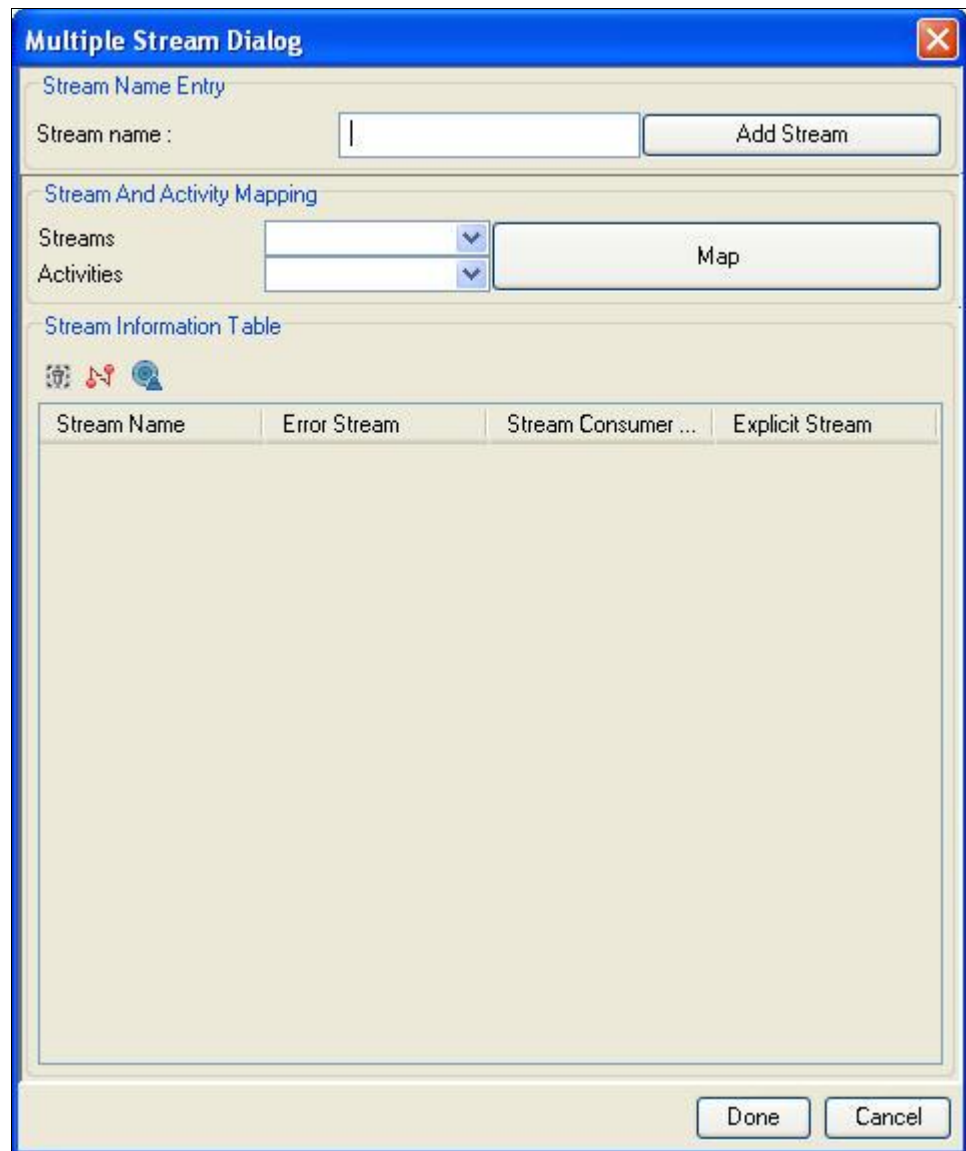 Multiple Stream Dialog
Stream Name Entry
Stream name :
Add Stream
Stream And Activity Mapping
Streams
Activities
Map
Stream Information Table
Stream Name Error Stream Stream Consumer ... Explicit Stream
Done Cancel